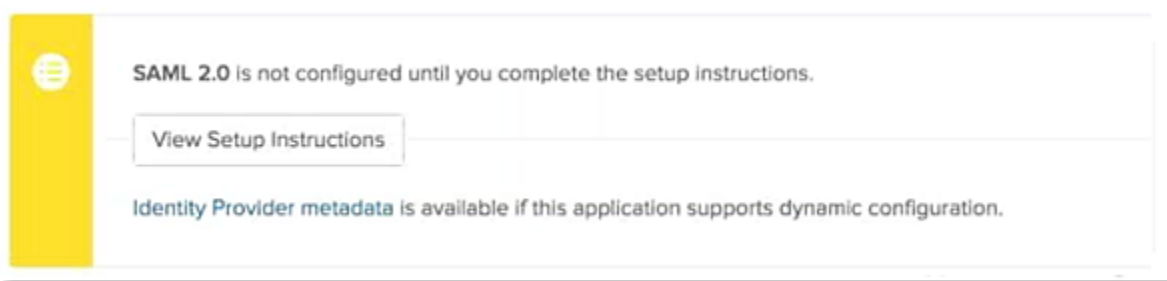 SAML 2.0 is not configured until you complete the setup instructions.
View Setup Instructions
Identity Provider metadata is available if this application supports dynamic configuration.